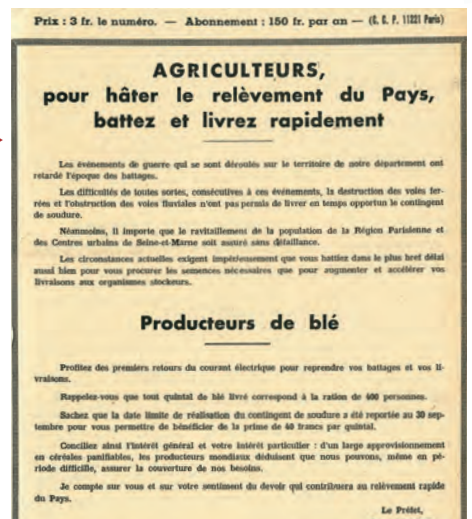 Prix : 3 fr. le numéro. — Abonnement : 150 fr. par an — (C. C. P. 11221 Paris)
AGRICULTEURS,
pour hâter le relèvement du Pays,
battez et livrez rapidement
Les événements de guerre qui se sont déroulés sur le territoire de notre département ont
retardé l'époque des battages.
Les difficultés de toutes sortes, consécutives à ces événements, la destruction des voies fer-
rées et l'obstruction des voies fluviales n'ont pas permis de livrer en temps opportun le contingent
de soudure.
Néanmoins, il importe que le ravitaillement de la population de la Région Parisienne et
des Centres urbains de Seine-et-Marne soit assuré sans défaillance.
Les circonstances actuelles exigent impérieusement que vous battiez dans le plus bref délai
aussi bien pour vous procurer les semences nécessaires que pour augmenter et accélérer vos
livraisons aux organismes stockeurs.
Producteurs de blé
Profitez des premiers retours du courant électrique pour reprendre vos battages et vos li-
vraisons.
Rappelez-vous que tout quintal de blé livré correspond à la ration de 400 personnes.
Sachez que la date limite de réalisation du contingent de soudure a été reportée au 30 sep-
tembre pour vous permettre de bénéficier de la prime de 40 francs par quintal.
Conciliez ainsi l'intérêt général et votre intérêt particulier : d'un large approvisionnement
en céréales panifiables, les producteurs mondiaux déduisent que nous pouvons, même en pé-
riode difficile, assurer la couverture de nos besoins.
Je compte sur vous et sur votre sentiment du devoir qui contribuera au relèvement rapide
du Pays.
Le Préfet,